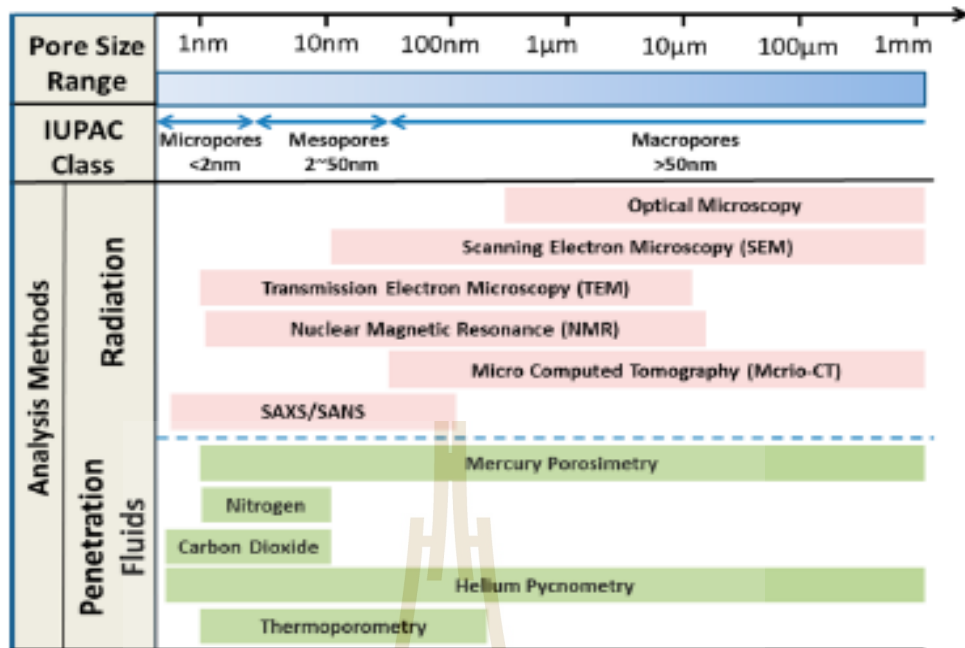 Pore Size
Range
1nm 10nm 100nm 1µm 10µm 100µm 1mm
IUPAC
Class
Micropores
<2nm
Mesopores
2~50nm
Macropores
>50nm
Analysis Methods
Radiation
Optical Microscopy
Scanning Electron Microscopy (SEM)
Transmission Electron Microscopy (TEM)
Nuclear Magnetic Resonance (NMR)
Micro Computed Tomography (Mcrio-CT)
SAXS/SANS
Penetration
Fluids
Mercury Porosimetry
Nitrogen
Carbon Dioxide
Helium Pycnometry
Thermoporometry